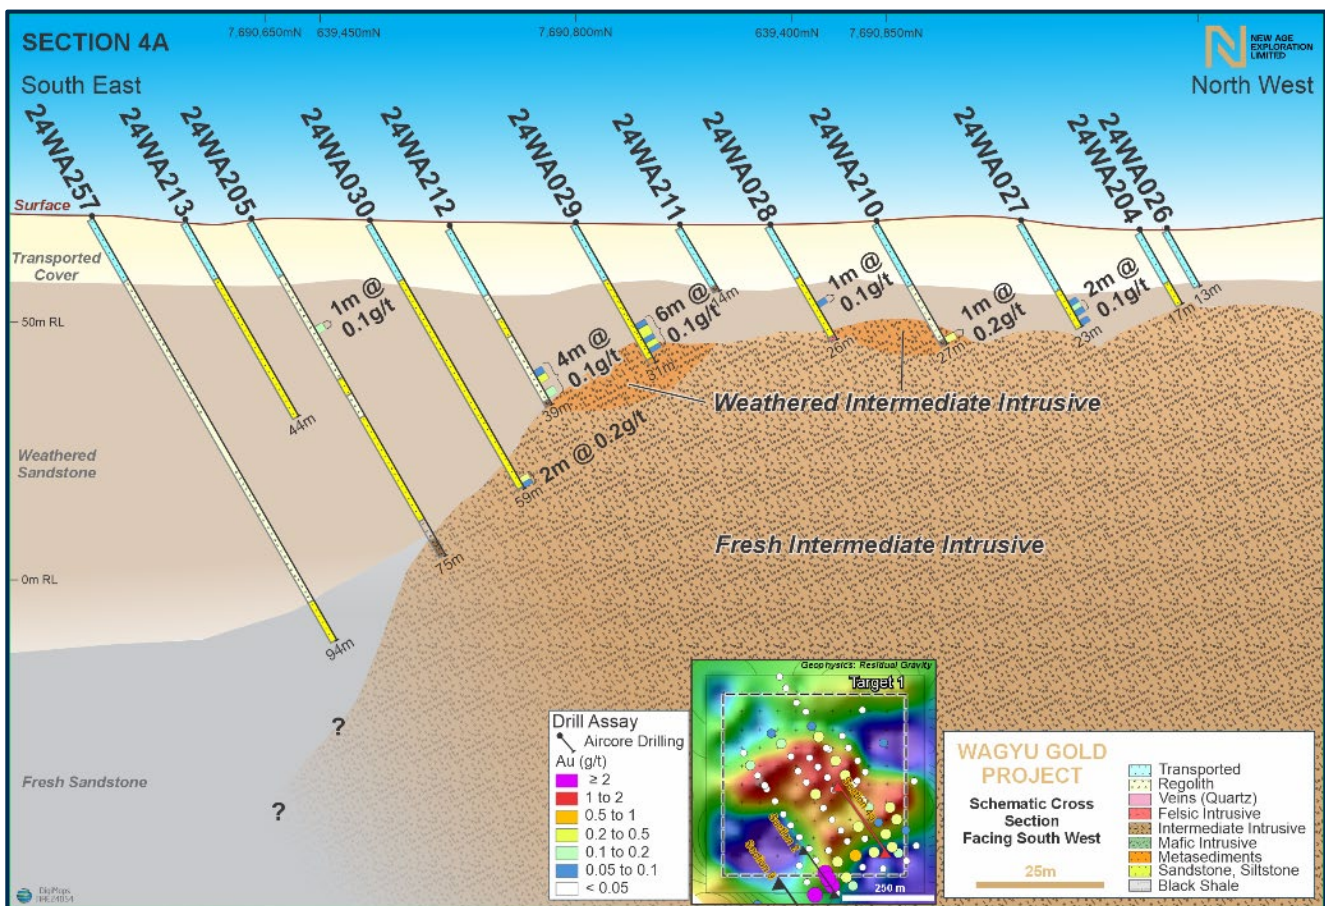 SECTION 4A
South East
7,690,650mN
639,450mN
7,690,800mN
639,400mN
7,690,850mN
NEW AGE
EXPLORATION
LIMITED
North West
24WA257
24WA213
24WA205
24WA030
24WA212
24WA029
24WA211
24WA028
24WA210
24WA027
24WA204
24WA026
Surface
Transported
Cover
50m RL
Weathered
Sandstone
0m RL
Fresh Sandstone
1m @
0.1g/t
4m @
0.1g/t
6m @
0.1g/t
1m @
0.1g/t
1m @
0.2g/t
2m @
0.1g/t
2m @ 0.2g/t
94m
44m
75m
59m
39m
31m
14m
26m
27m
23m
17m
13m
Weathered Intermediate Intrusive
Fresh Intermediate Intrusive
?
?
Drill Assay
Aircore Drilling
Au (g/t)
≥ 2
1 to 2
0.5 to 1
0.2 to 0.5
0.1 to 0.2
0.05 to 0.1
< 0.05
Geophysics: Residual Gravity
Target 1
250 m
WAGYU GOLD
PROJECT
Schematic Cross
Section
Facing South West
25m
Transported
Regolith
Veins (Quartz)
Felsic Intrusive
Intermediate Intrusive
Mafic Intrusive
Metasediments
Sandstone, Siltstone
Black Shale
DigiMaps